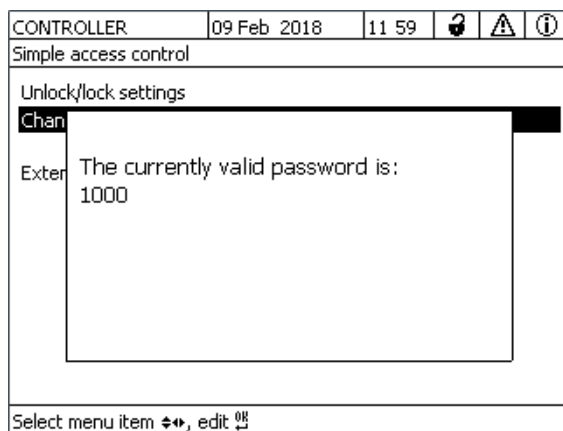 CONTROLLER 09 Feb 2018 11 59
Simple access control
Unlock/lock settings
Chan
The currently valid password is:
1000
Exter
Select menu item, edit OK